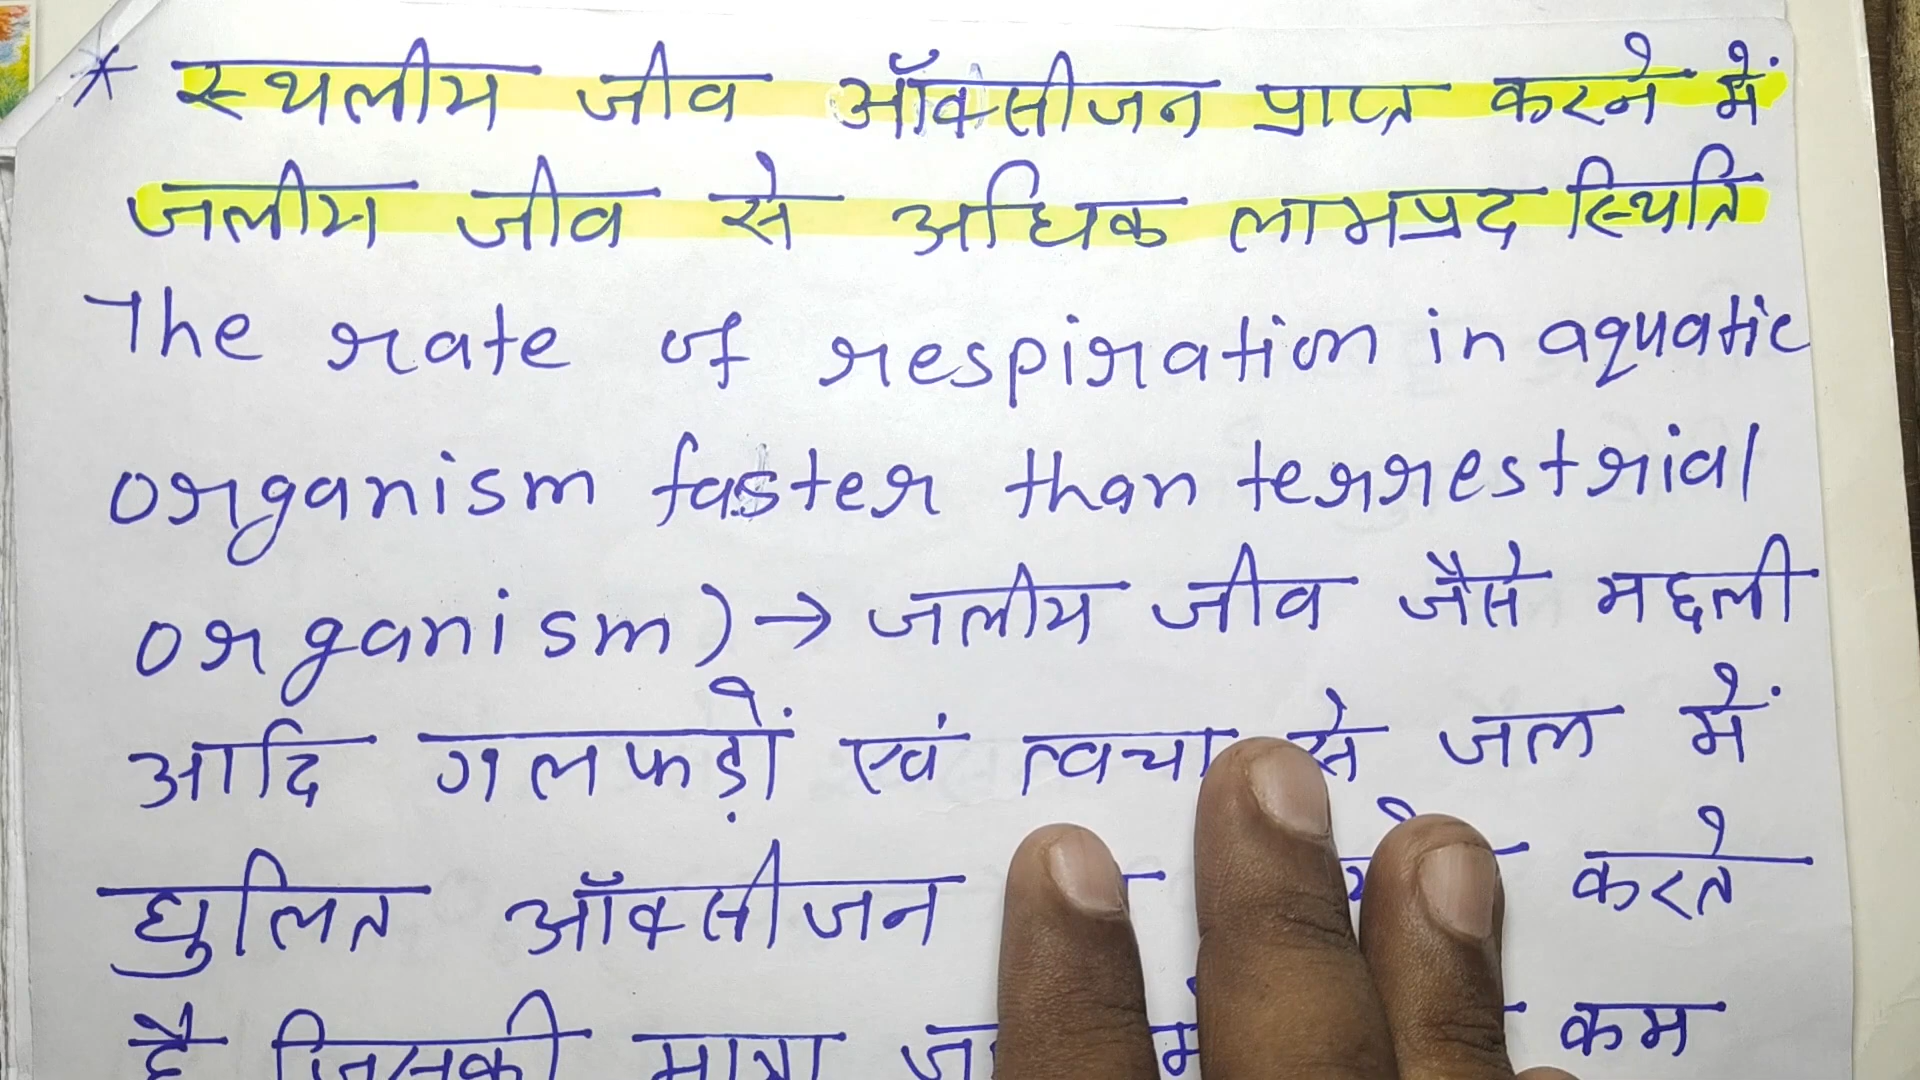 * स्थलीय जीव ऑक्सीजन प्राप्त करने में
जलीय जीव से अधिक लाभप्रद स्थिति
The rate of respiration in aquatic
organism faster than terrestrial
organism) → जलीय जीव जैसे मछली
आदि गलफड़ों एवं त्वचा से जल में
घुलित ऑक्सीजन करते
है जिसकी मात्रा कम